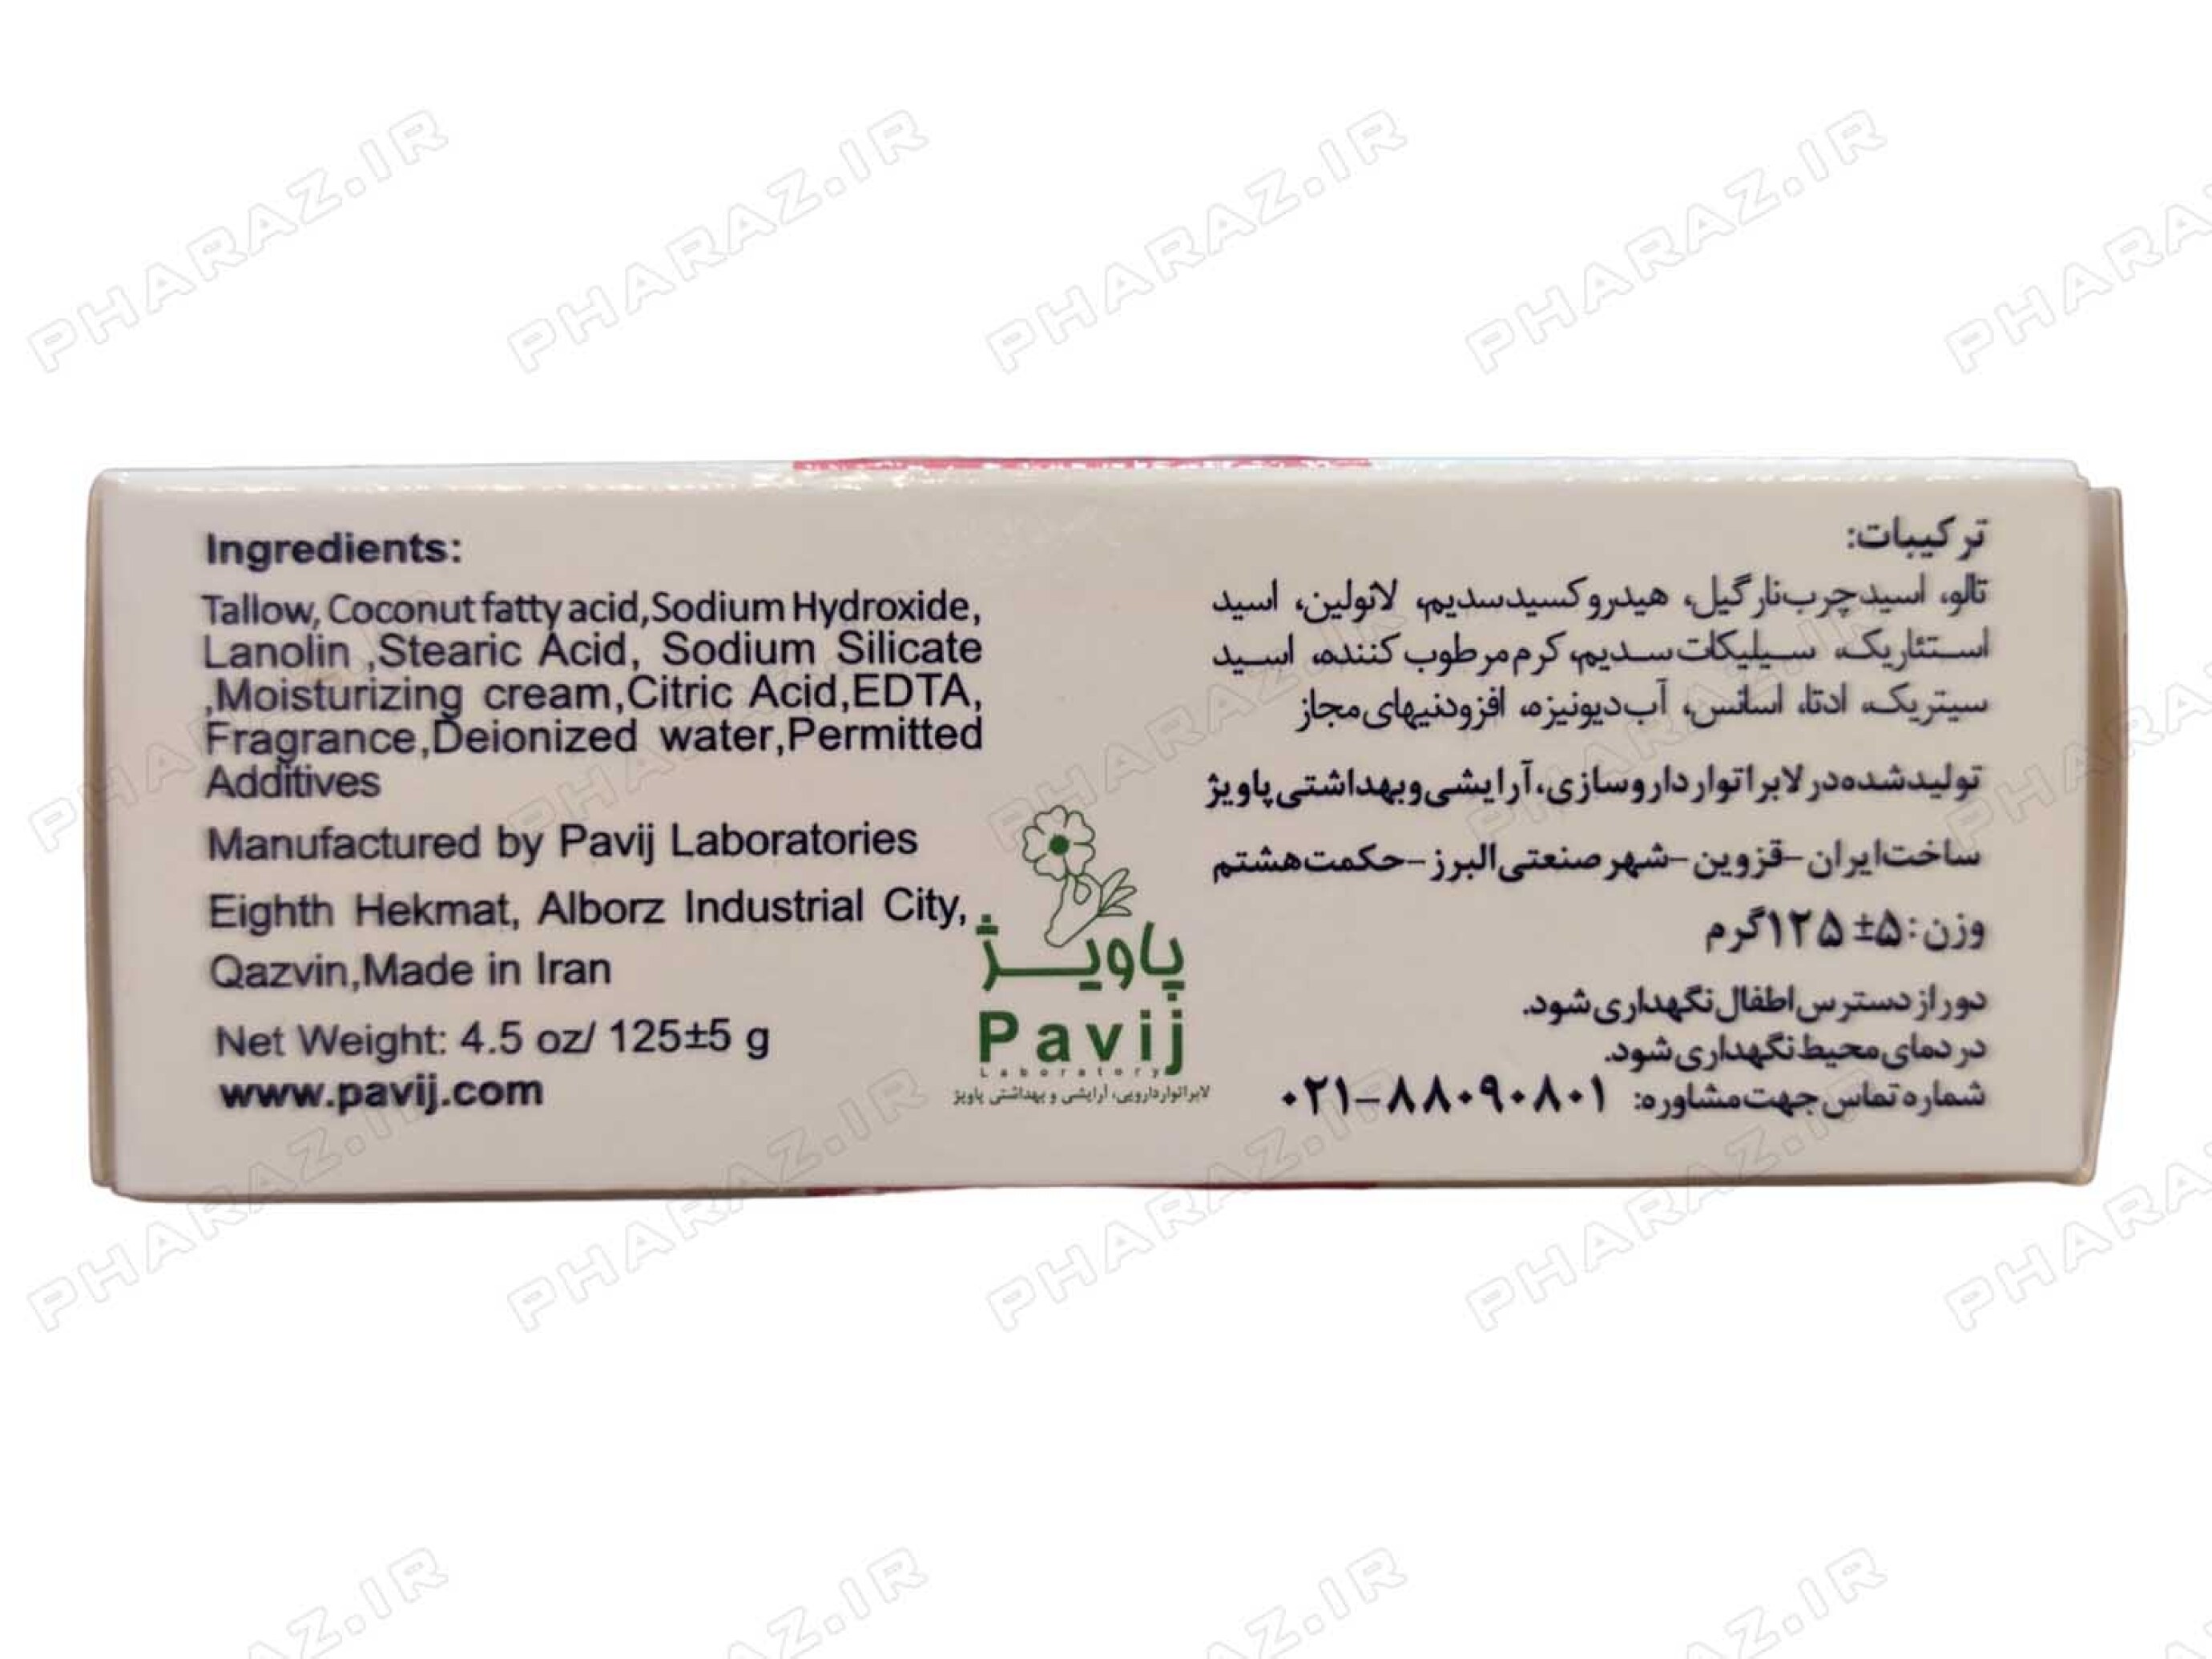 Ingredients:
Tallow, Coconut fatty acid,Sodium Hydroxide,
Lanolin ,Stearic Acid, Sodium Silicate
,Moisturizing cream,Citric Acid,EDTA,
Fragrance,Deionized water,Permitted
Additives
Manufactured by Pavij Laboratories
Eighth Hekmat, Alborz Industrial City,
Qazvin,Made in Iran
Net Weight: 4.5 oz/ 125±5 g
www.pavij.com
پاویژ
Pavij
Laboratory
لابراتوار دارویی، آرایشی و بهداشتی پاویژ
ترکیبات:
تالو، اسید چرب نارگیل، هیدروکسید سدیم، لانولین، اسید
استئاریک، سیلیکات سدیم، کرم مرطوب کننده، اسید
سیتریک، ادتا، اسانس، آب دیونیزه، افزودنیهای مجاز
تولید شده در لابراتوار داروسازی، آرایشی و بهداشتی پاویژ
ساخت ایران – قزوین – شهر صنعتی البرز – حکمت هشتم
وزن: ۵± ۱۲۵ گرم
دور از دسترس اطفال نگهداری شود.
در دمای محیط نگهداری شود.
شماره تماس جهت مشاوره: ۰۲۱–۸۸۰۹۰۸۰۱
PHARAZ.IR